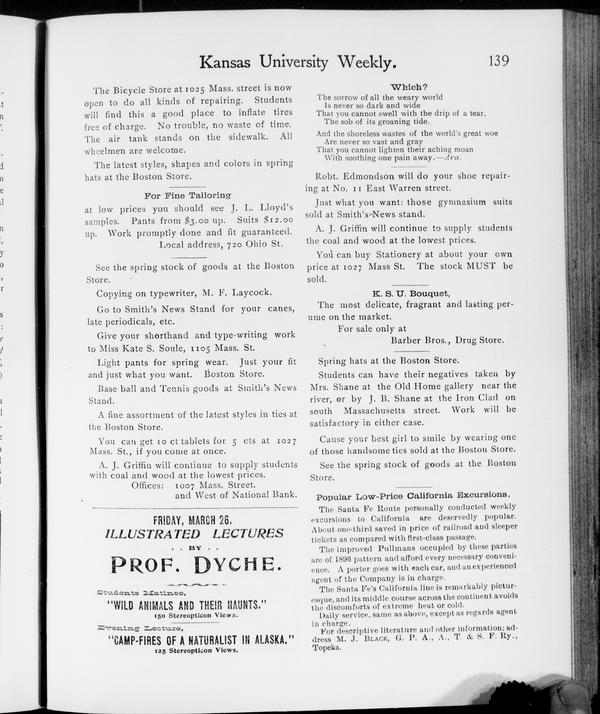 Kansas University Weekly. 139
The Bicycle Store at 1025 Mass. street is now
open to do all kinds of repairing. Students
will find this a good place to inflate tires
free of charge. No trouble, no waste of time.
The air tank stands on the sidewalk. All
wheelmen are welcome.
The latest styles, shapes and colors in spring
hats at the Boston Store.
For Fine Tailoring
at low prices you should see J. L. Lloyd's
samples. Pants from $3.00 up. Suits $12.00
up. Work promptly done and fit guaranteed.
Local address, 720 Ohio St.
See the spring stock of goods at the Boston
Store.
Copying on typewriter, M. F. Laycock.
Go to Smith's News Stand for your canes,
late periodicals, etc.
Give your shorthand and type-writing work
to Miss Kate S. Soule, 1105 Mass. St.
Light pants for spring wear. Just your fit
and just what you want. Boston Store.
Base ball and Tennis goods at Smith's News
Stand.
A fine assortment of the latest styles in ties at
the Boston Store.
You can get 10 ct tablets for 5 cts at 1027
Mass. St., if you come at once.
A. J. Griffin will continue to supply students
with coal and wood at the lowest prices.
Offices: 1007 Mass. Street.
and West of National Bank.
FRIDAY, MARCH 26.
ILLUSTRATED LECTURES
. . BY . .
PROF. DYCHE.
Students Matinee,
"WILD ANIMALS AND THEIR HAUNTS."
150 Stereopticon Views.
Evening Lecture,
"CAMP-FIRES OF A NATURALIST IN ALASKA."
125 Stereopticon Views.
Which?
The sorrow of all the weary world
Is never so dark and wide
That you cannot swell with the drip of a tear,
The sob of its groaning tide.
And the shoreless wastes of the world's great woe
Are never so vast and gray
That you cannot lighten their aching moan
With soothing one pain away.—Ara.
Robt. Edmondson will do your shoe repair-
ing at No. 11 East Warren street.
Just what you want: those gymnasium suits
sold at Smith's News stand.
A. J. Griffin will continue to supply students
the coal and wood at the lowest prices.
You can buy Stationery at about your own
price at 1027 Mass St. The stock MUST be
sold.
K. S. U. Bouquet,
The most delicate, fragrant and lasting per-
ume on the market.
For sale only at
Barber Bros., Drug Store.
Spring hats at the Boston Store.
Students can have their negatives taken by
Mrs. Shane at the Old Home gallery near the
river, or by J. B. Shane at the Iron Clad on
south Massachusetts street. Work will be
satisfactory in either case.
Cause your best girl to smile by wearing one
of those handsome ties sold at the Boston Store.
See the spring stock of goods at the Boston
Store.
Popular Low-Price California Excursions.
The Santa Fe Route personally conducted weekly
excursions to California are deservedly popular.
About one-third saved in price of railroad and sleeper
tickets as compared with first-class passage.
The improved Pullmans occupied by these parties
are of 1896 pattern and afford every necessary conveni-
ence. A porter goes with each car, and an experienced
agent of the Company is in charge.
The Santa Fe's California line is remarkably pictur-
esque, and its middle course across the continent avoids
the discomforts of extreme heat or cold.
Daily service, same as above, except as regards agent
in charge.
For descriptive literature and other information; ad-
dress M. J. BLACK, G. P. A., A., T. & S. F. Ry.,
Topeka.